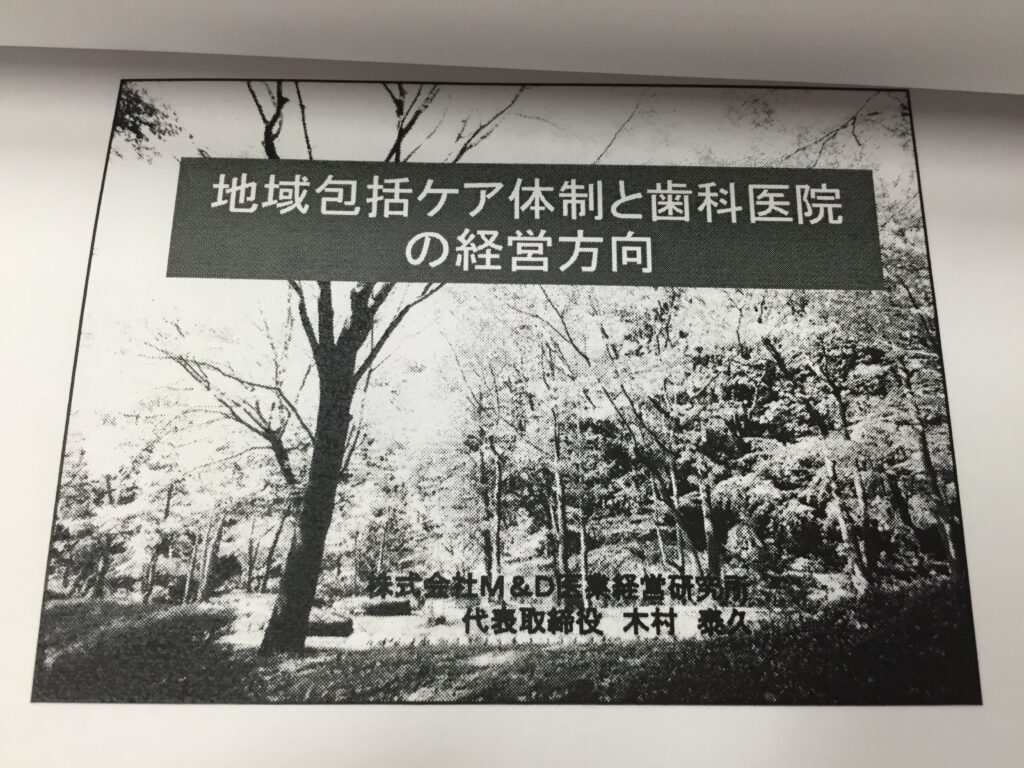 地域包括ケア体制と歯科医院
の経営方向
株式会社M&D医業経営研究所
代表取締役 木村 泰久